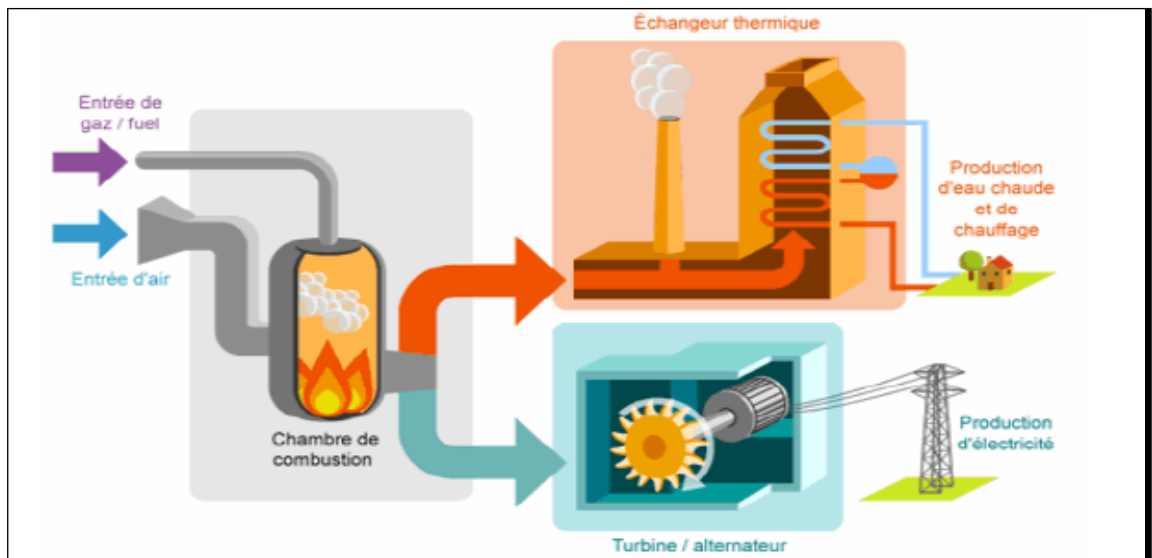 Échangeur thermique
Entrée de
gaz / fuel
Entrée d'air
Chambre de
combustion
Production
d'eau chaude
et de
chauffage
Production
d'électricité
Turbine / alternateur